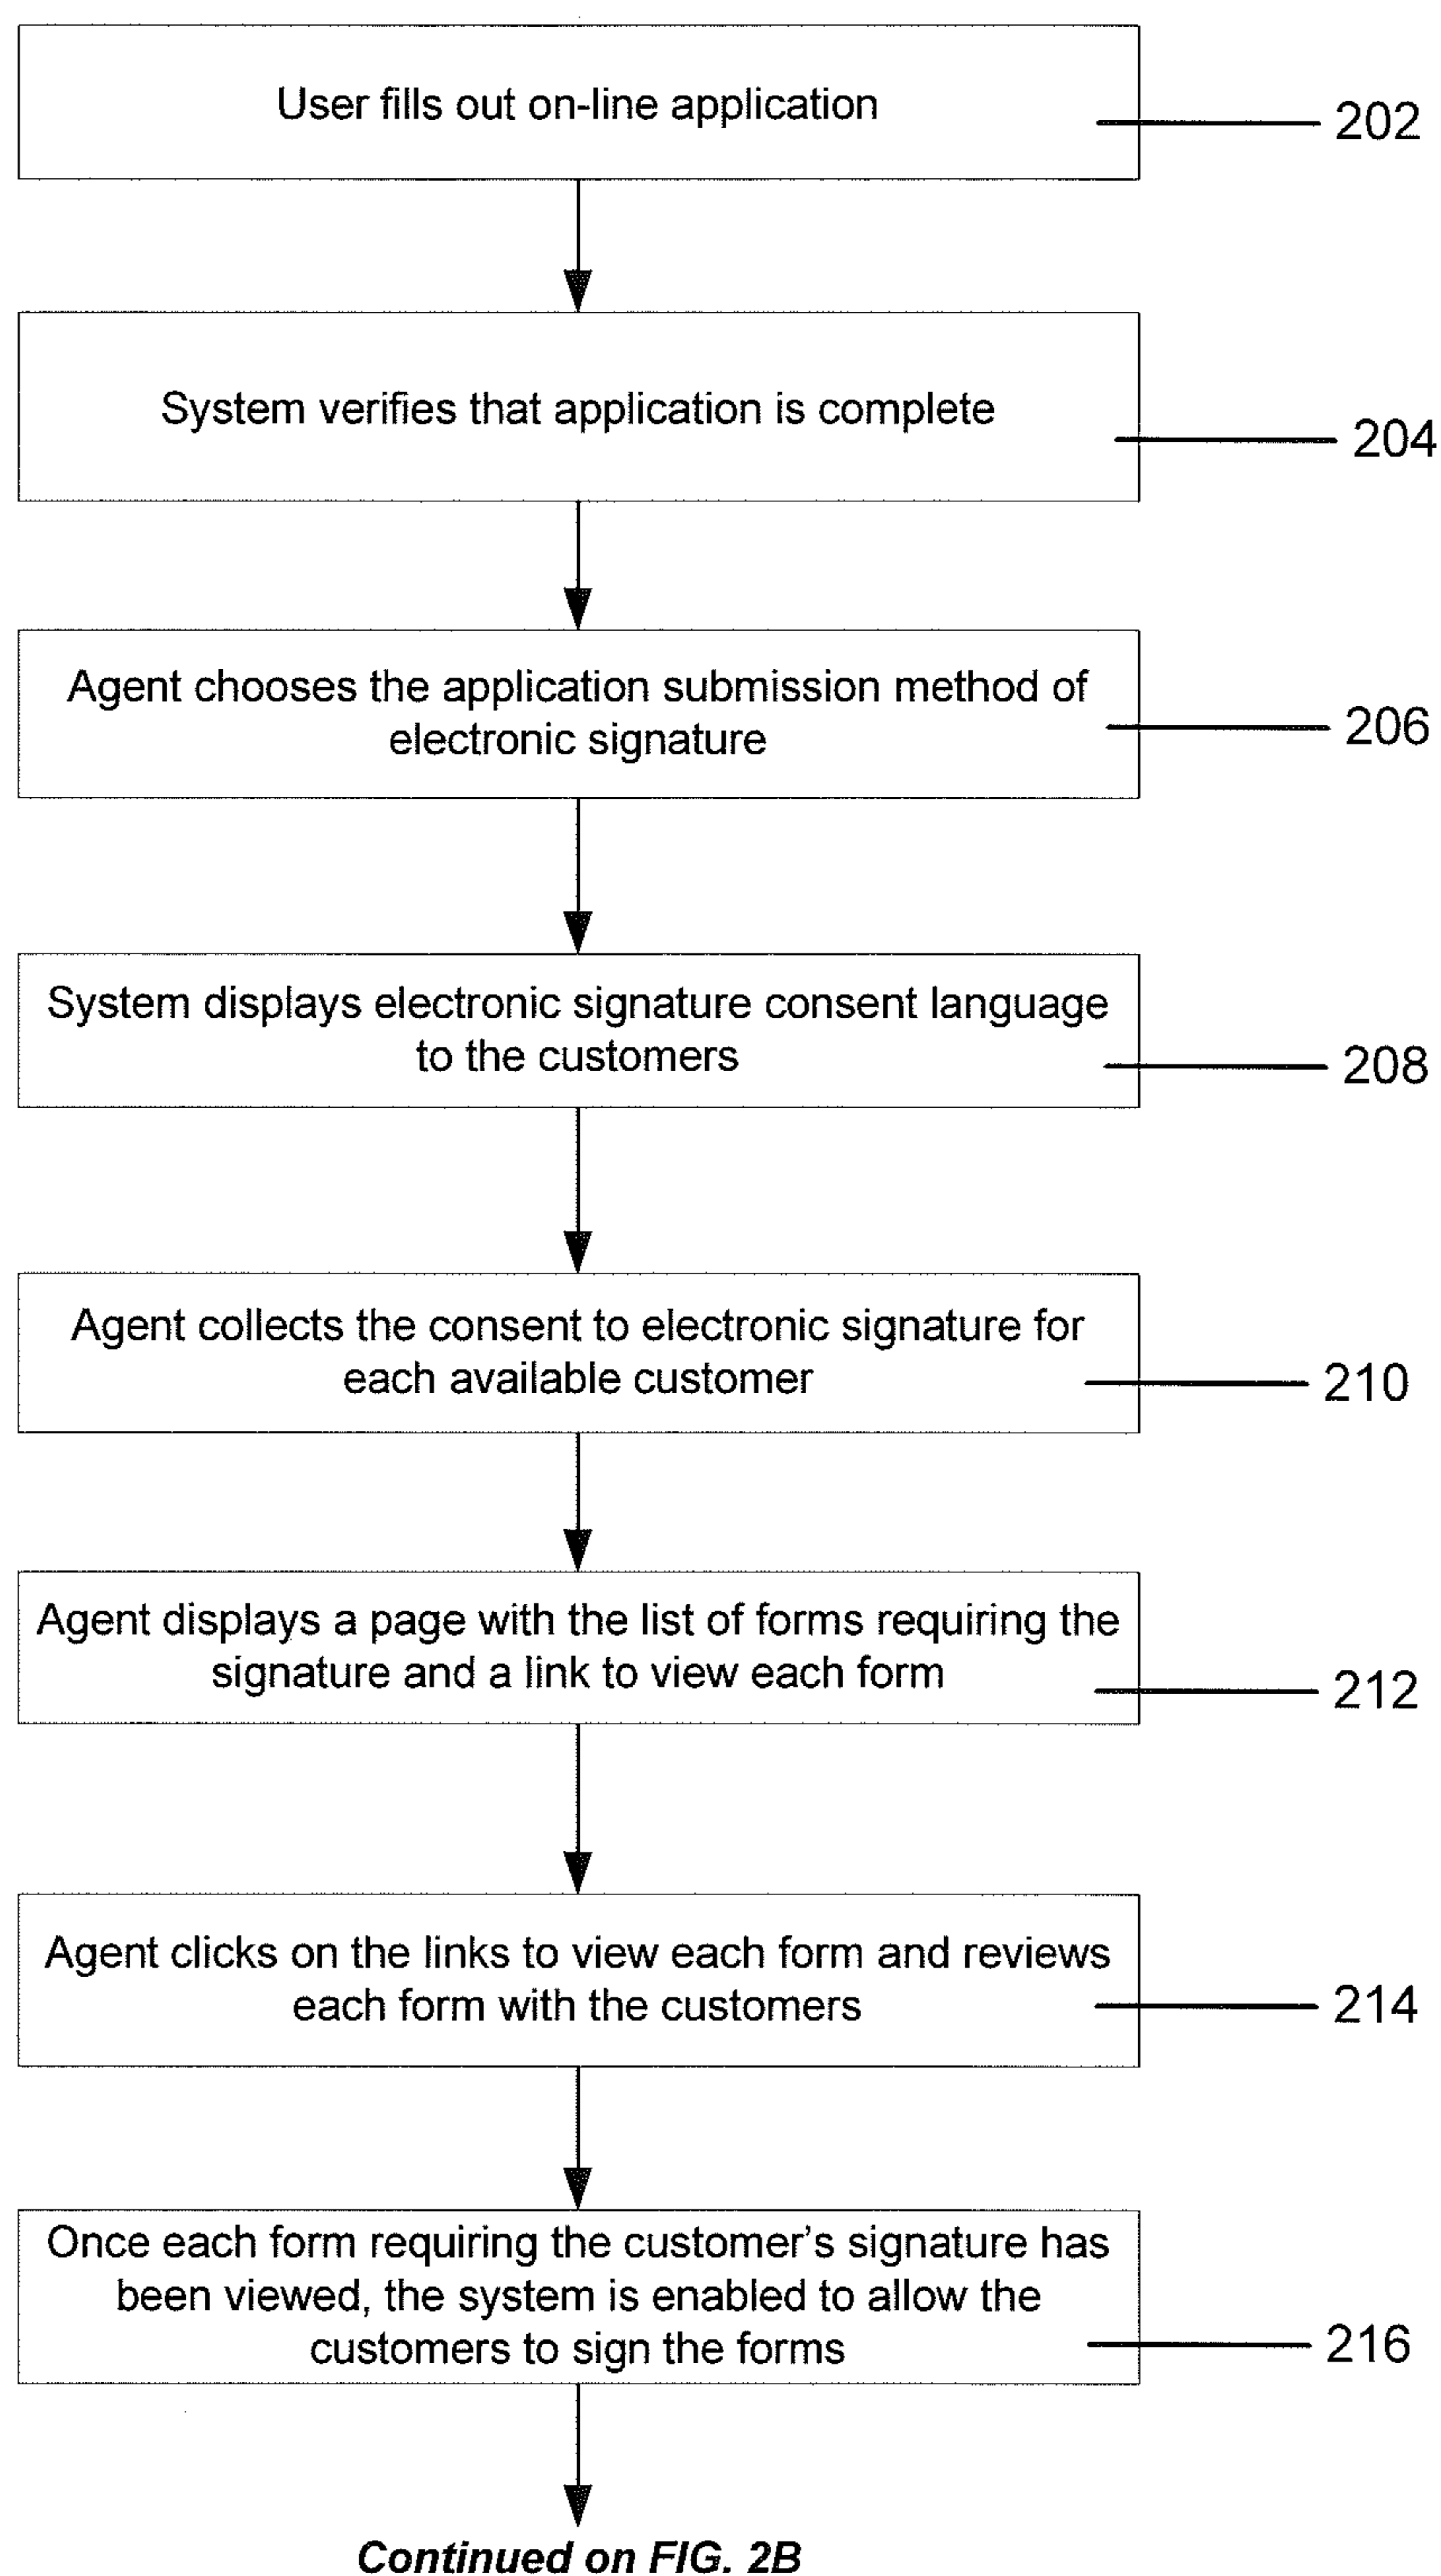 User fills out on-line application
202
System verifies that application is complete
204
Agent chooses the application submission method of
electronic signature
206
System displays electronic signature consent language
to the customers
208
Agent collects the consent to electronic signature for
each available customer
210
Agent displays a page with the list of forms requiring the
signature and a link to view each form
212
Agent clicks on the links to view each form and reviews
each form with the customers
214
Once each form requiring the customer’s signature has
been viewed, the system is enabled to allow the
customers to sign the forms
216
Continued on FIG. 2B